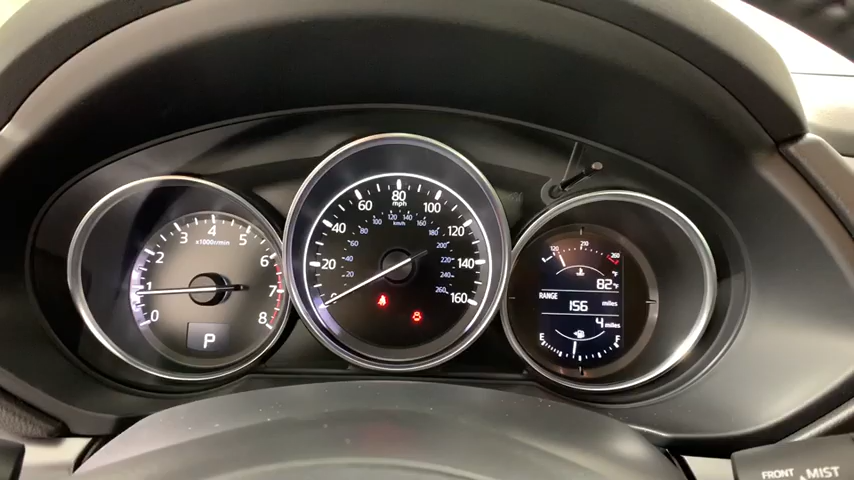 0 1 2 3 4 5 6 7 8
x1000r/min
P
0 20 40 60 80 100 120 140 160
mph
20 40 60 80 100 120 140 160 180 200 220 240 260
km/h
120 210 260
°F
82°F
RANGE
156 miles
4 miles
E F
FRONT MIST